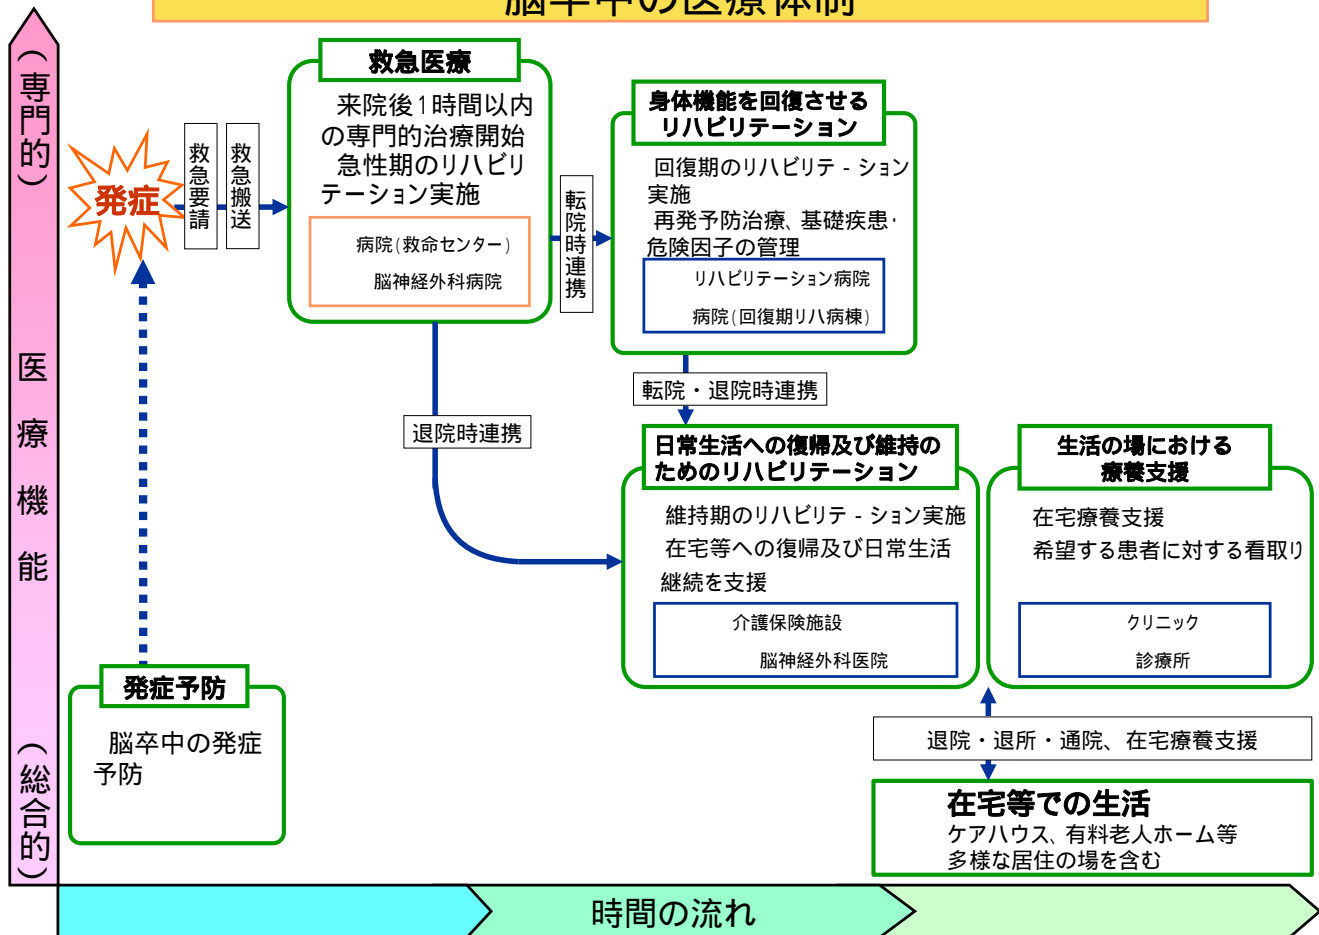 脳卒中の医療体制
(専門的)
医療機能
(総合的)
発症
救急要請
救急搬送
救急医療
来院後1時間以内
の専門的治療開始
急性期のリハビリ
テーション実施
病院(救命センター)
脳神経外科病院
転院時連携
身体機能を回復させる
リハビリテーション
回復期のリハビリテ-ション
実施
再発予防治療、基礎疾患・
危険因子の管理
リハビリテーション病院
病院(回復期リハ病棟)
転院・退院時連携
退院時連携
日常生活への復帰及び維持の
ためのリハビリテーション
維持期のリハビリテ-ション実施
在宅等への復帰及び日常生活
継続を支援
介護保険施設
脳神経外科医院
生活の場における
療養支援
在宅療養支援
希望する患者に対する看取り
クリニック
診療所
発症予防
脳卒中の発症
予防
退院・退所・通院、在宅療養支援
在宅等での生活
ケアハウス、有料老人ホーム等
多様な居住の場を含む
時間の流れ